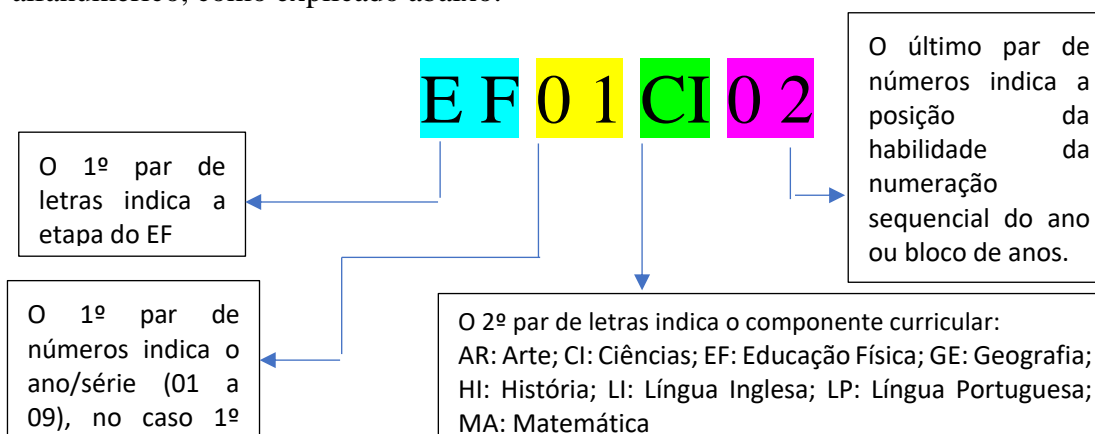 alfanumérico, como explicado abaixo:
E F 0 1 CI 0 2
O último par de
números indica a
posição da
habilidade da
numeração
sequencial do ano
ou bloco de anos.
O 1º par de
letras indica a
etapa do EF
O 1º par de
números indica o
ano/série (01 a
09), no caso 1º
O 2º par de letras indica o componente curricular:
AR: Arte; CI: Ciências; EF: Educação Física; GE: Geografia;
HI: História; LI: Língua Inglesa; LP: Língua Portuguesa;
MA: Matemática